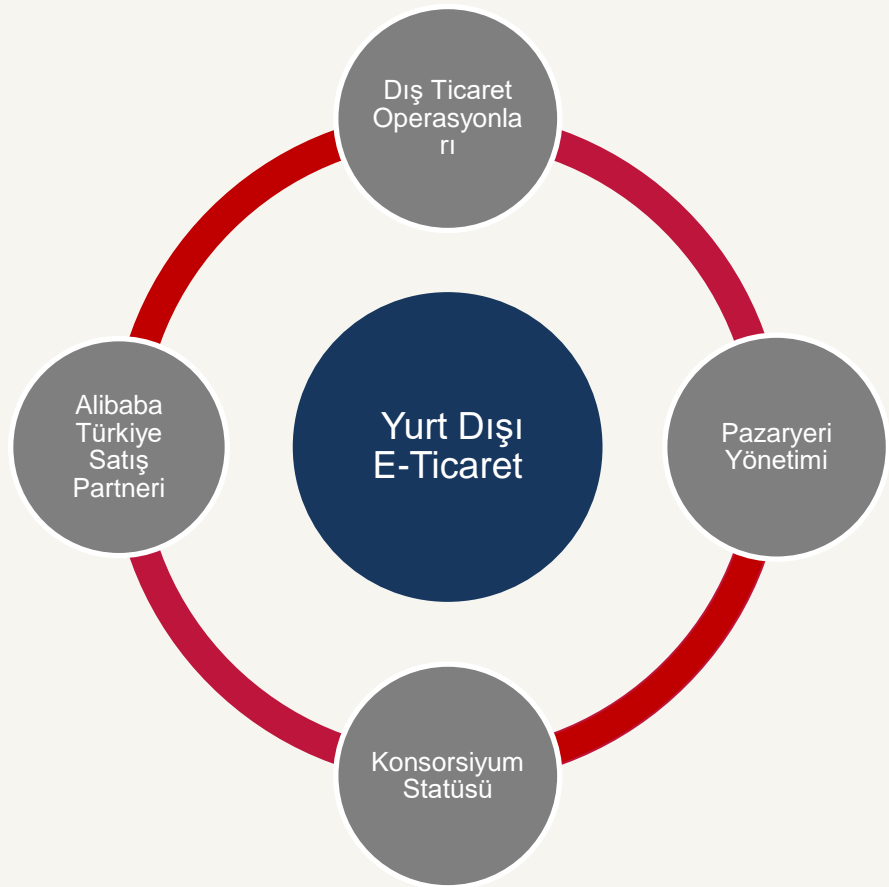 Dış Ticaret
Operasyonla
rı
Alibaba
Türkiye
Satış
Partneri
Yurt Dışı
E-Ticaret
Pazaryeri
Yönetimi
Konsorsiyum
Statüsü